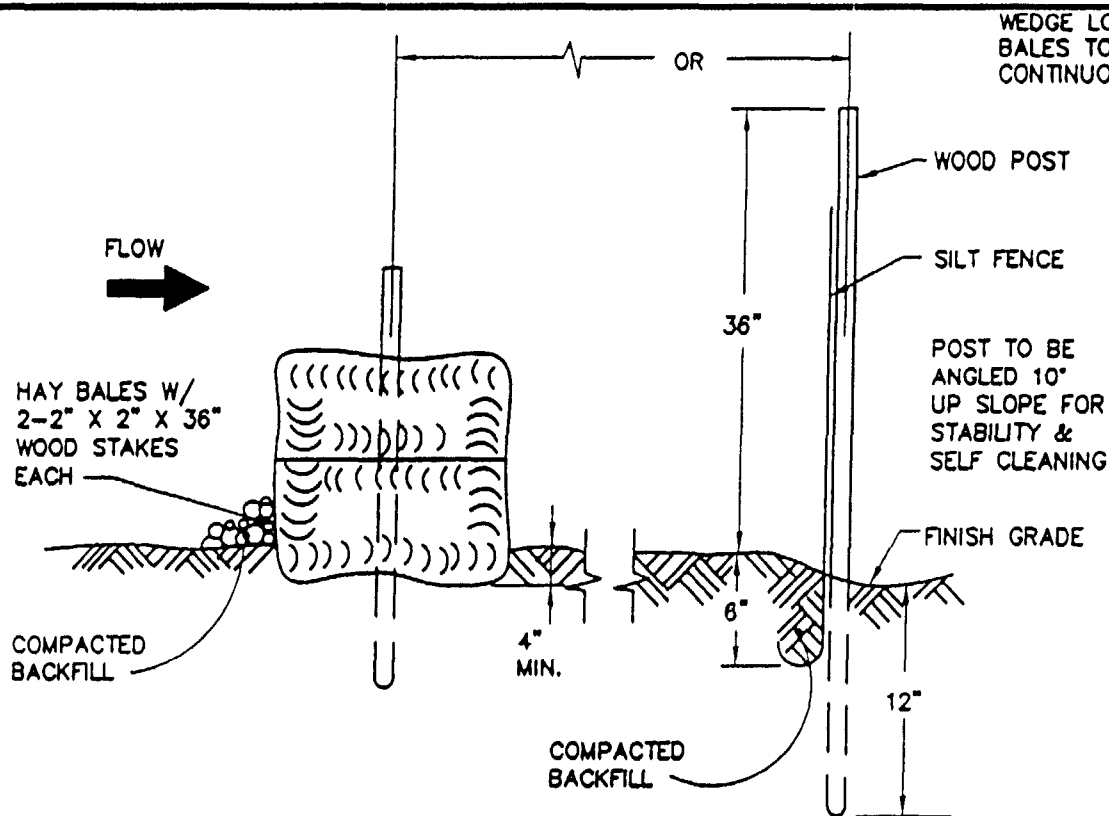 WEDGE
BALES TO
OR
WOOD POST
FLOW
SILT FENCE
36"
POST TO BE
ANGLED 10°
UP SLOPE FOR
STABILITY &
SELF CLEANING
HAY BALES W/
2-2" X 2" X 36"
WOOD STAKES
EACH
FINISH GRADE
6"
4"
MIN.
COMPACTED
BACKFILL
12"
COMPACTED
BACKFILL